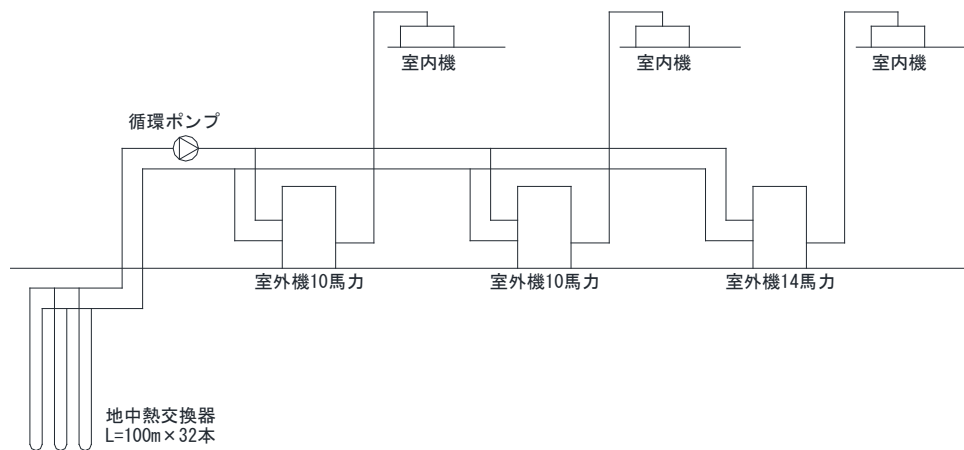 室内機
室内機
室内機
循環ポンプ
室外機10馬力
室外機10馬力
室外機14馬力
地中熱交換器
L=100m×32本